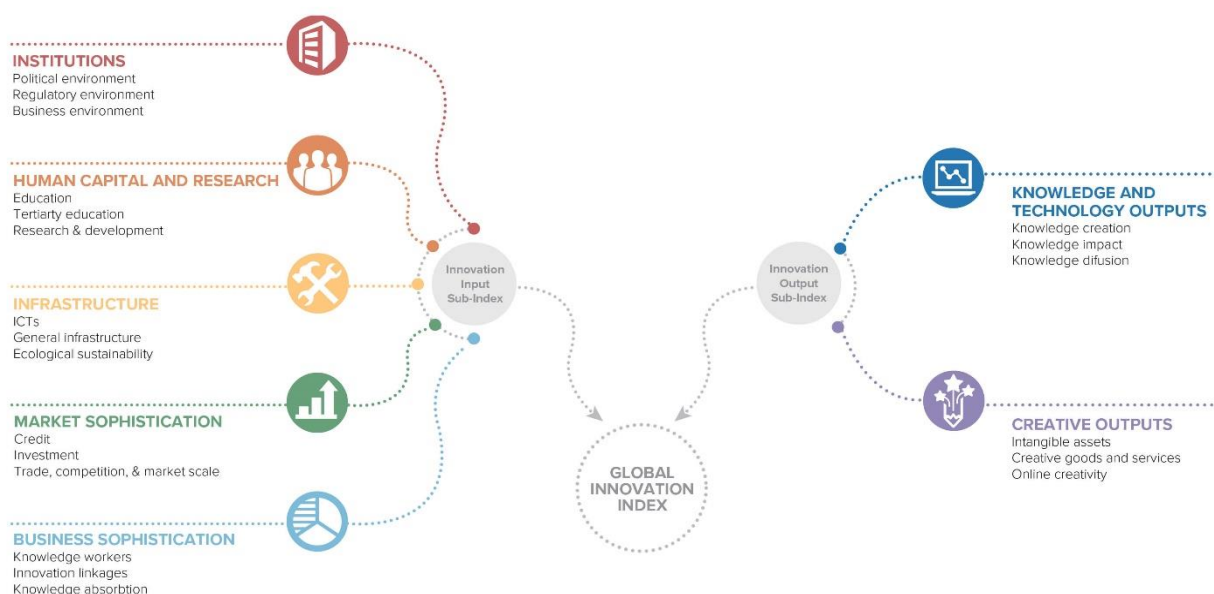 INSTITUTIONS
Political environment
Regulatory environment
Business environment
HUMAN CAPITAL AND RESEARCH
Education
Tertiarty education
Research & development
INFRASTRUCTURE
ICTs
General infrastructure
Ecological sustainability
MARKET SOPHISTICATION
Credit
Investment
Trade, competition, & market scale
BUSINESS SOPHISTICATION
Knowledge workers
Innovation linkages
Knowledge absorbtion
Innovation
Input
Sub-Index
GLOBAL
INNOVATION
INDEX
Innovation
Output
Sub-Index
KNOWLEDGE AND
TECHNOLOGY OUTPUTS
Knowledge creation
Knowledge impact
Knowledge difusion
CREATIVE OUTPUTS
Intangible assets
Creative goods and services
Online creativity